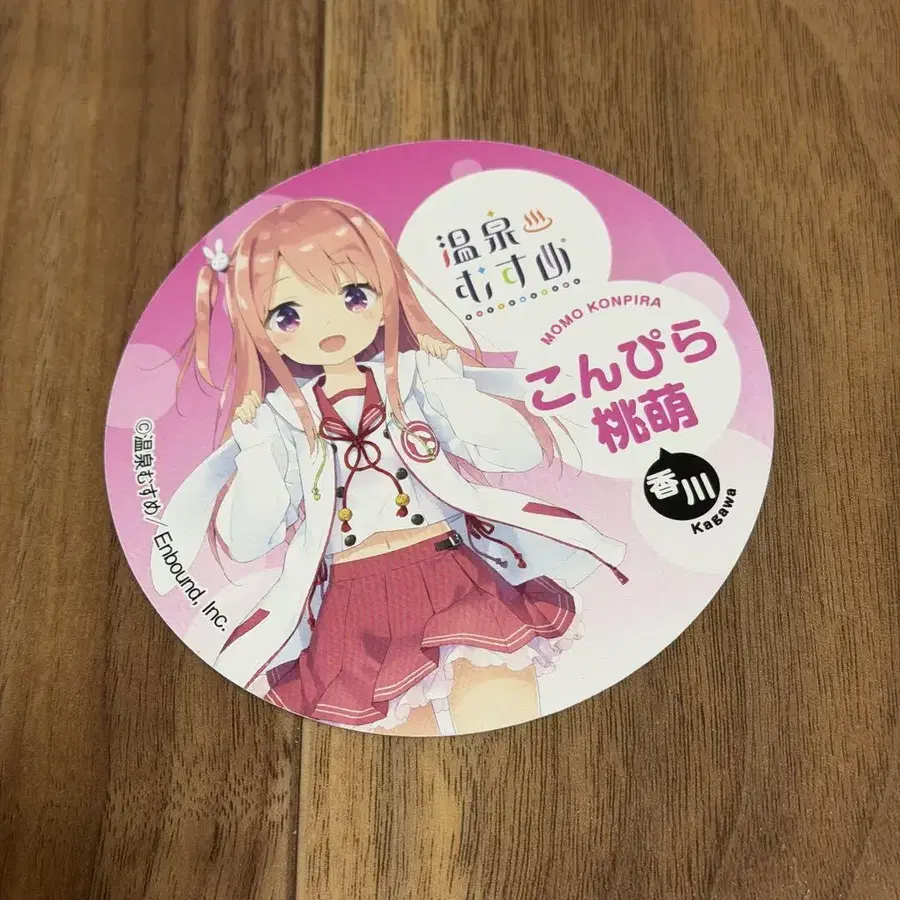 温泉
むすめ
MOMO KONPIRA
こんぴら
桃萌
香川
Kagawa
©温泉むすめ/Enbound, Inc.